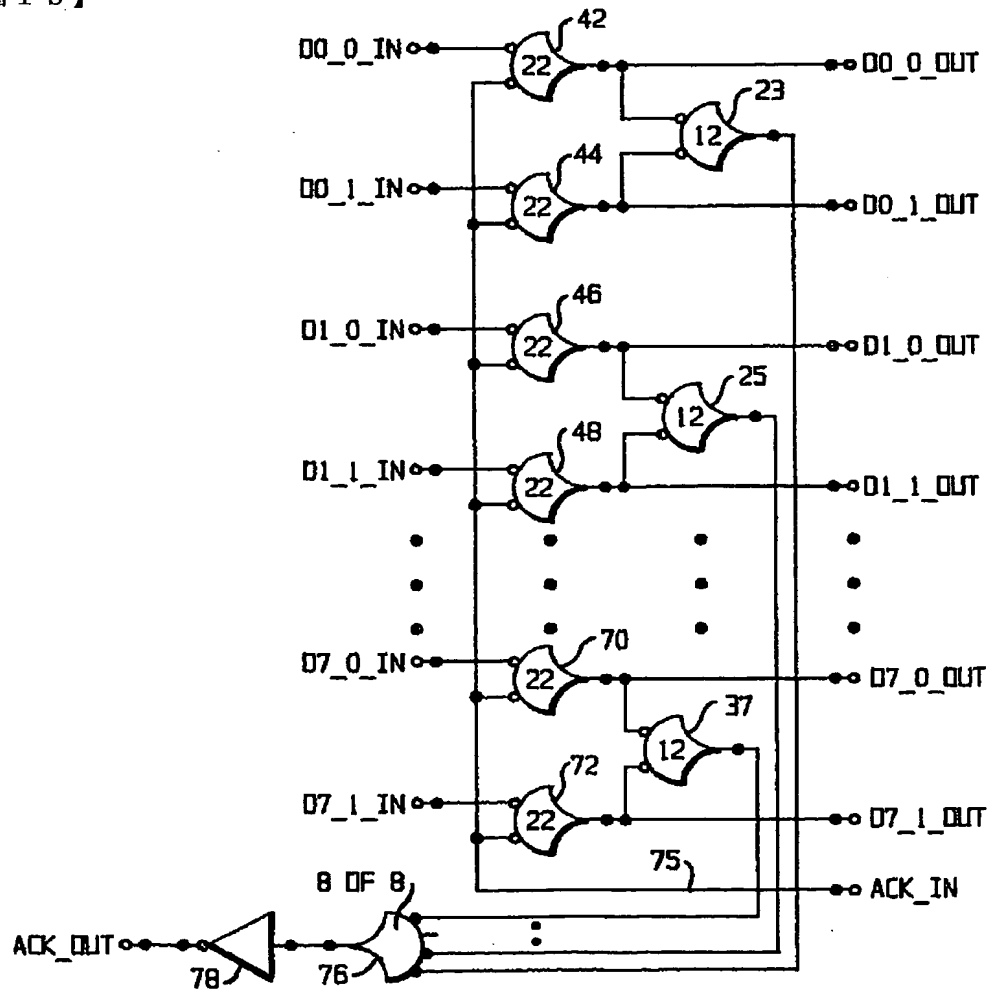 42
D0_0_IN
22
D0_0_OUT
23
12
44
D0_1_IN
22
D0_1_OUT
46
D1_0_IN
22
D1_0_OUT
25
12
48
D1_1_IN
22
D1_1_OUT
70
D7_0_IN
22
D7_0_OUT
37
12
72
D7_1_IN
22
D7_1_OUT
75
8 OF 8
ACK_IN
ACK_OUT
78
76